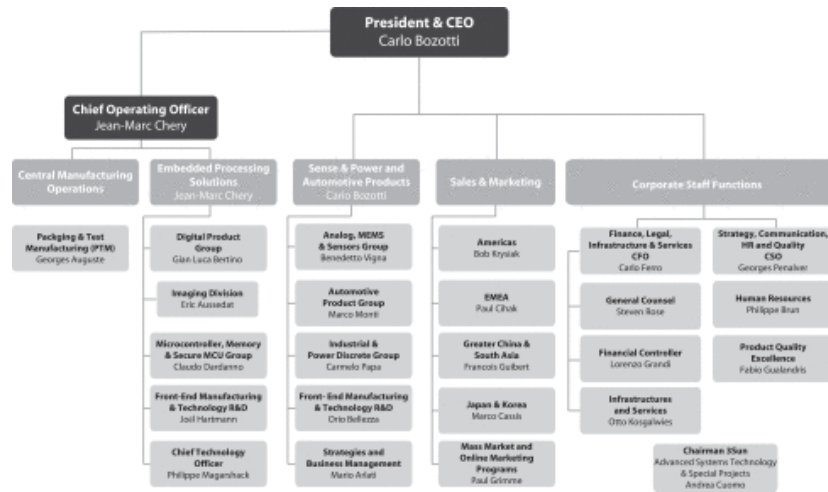 President & CEO
Carlo Bozotti
Chief Operating Officer
Jean-Marc Chery
Central Manufacturing
Operations
Embedded Processing
Solutions
Jean-Marc Chery
Sense & Power and
Automotive Products
Carlo Bozotti
Sales & Marketing
Corporate Staff Functions
Packging & Test
Manufacturing (PTM)
Georges Auguste
Digital Product
Group
Gian Luca Bertino
Imaging Division
Eric Aussedat
Microcontroller, Memory
& Secure MCU Group
Claudo Dardanno
Front-End Manufacturing
& Technology R&D
Joël Hartmann
Chief Technology
Officer
Philippe Magarshack
Analog, MEMS
& Sensors Group
Benedetto Vigna
Automotive
Product Group
Marco Monti
Industrial &
Power Discrete Group
Carmelo Papa
Front- End Manufacturing
& Technology R&D
Orio Bellezza
Strategies and
Business Management
Mario Arlati
Americas
Bob Krysiak
EMEA
Paul Cihak
Greater China &
South Asia
Francois Guibert
Japan & Korea
Marco Cassis
Mass Market and
Online Marketing
Programs
Paul Grimme
Finance, Legal,
Infrastructure & Services
CFO
Carlo Ferro
General Counsel
Steven Rose
Financial Controller
Lorenzo Grandi
Infrastructures
and Services
Otto Kosgalwies
Strategy, Communication,
HR and Quality
CSO
Georges Penalver
Human Resources
Philippe Brun
Product Quality
Excellence
Fabio Gualandris
Chairman 3Sun
Advanced Systems Technology
& Special Projects
Andrea Cuomo